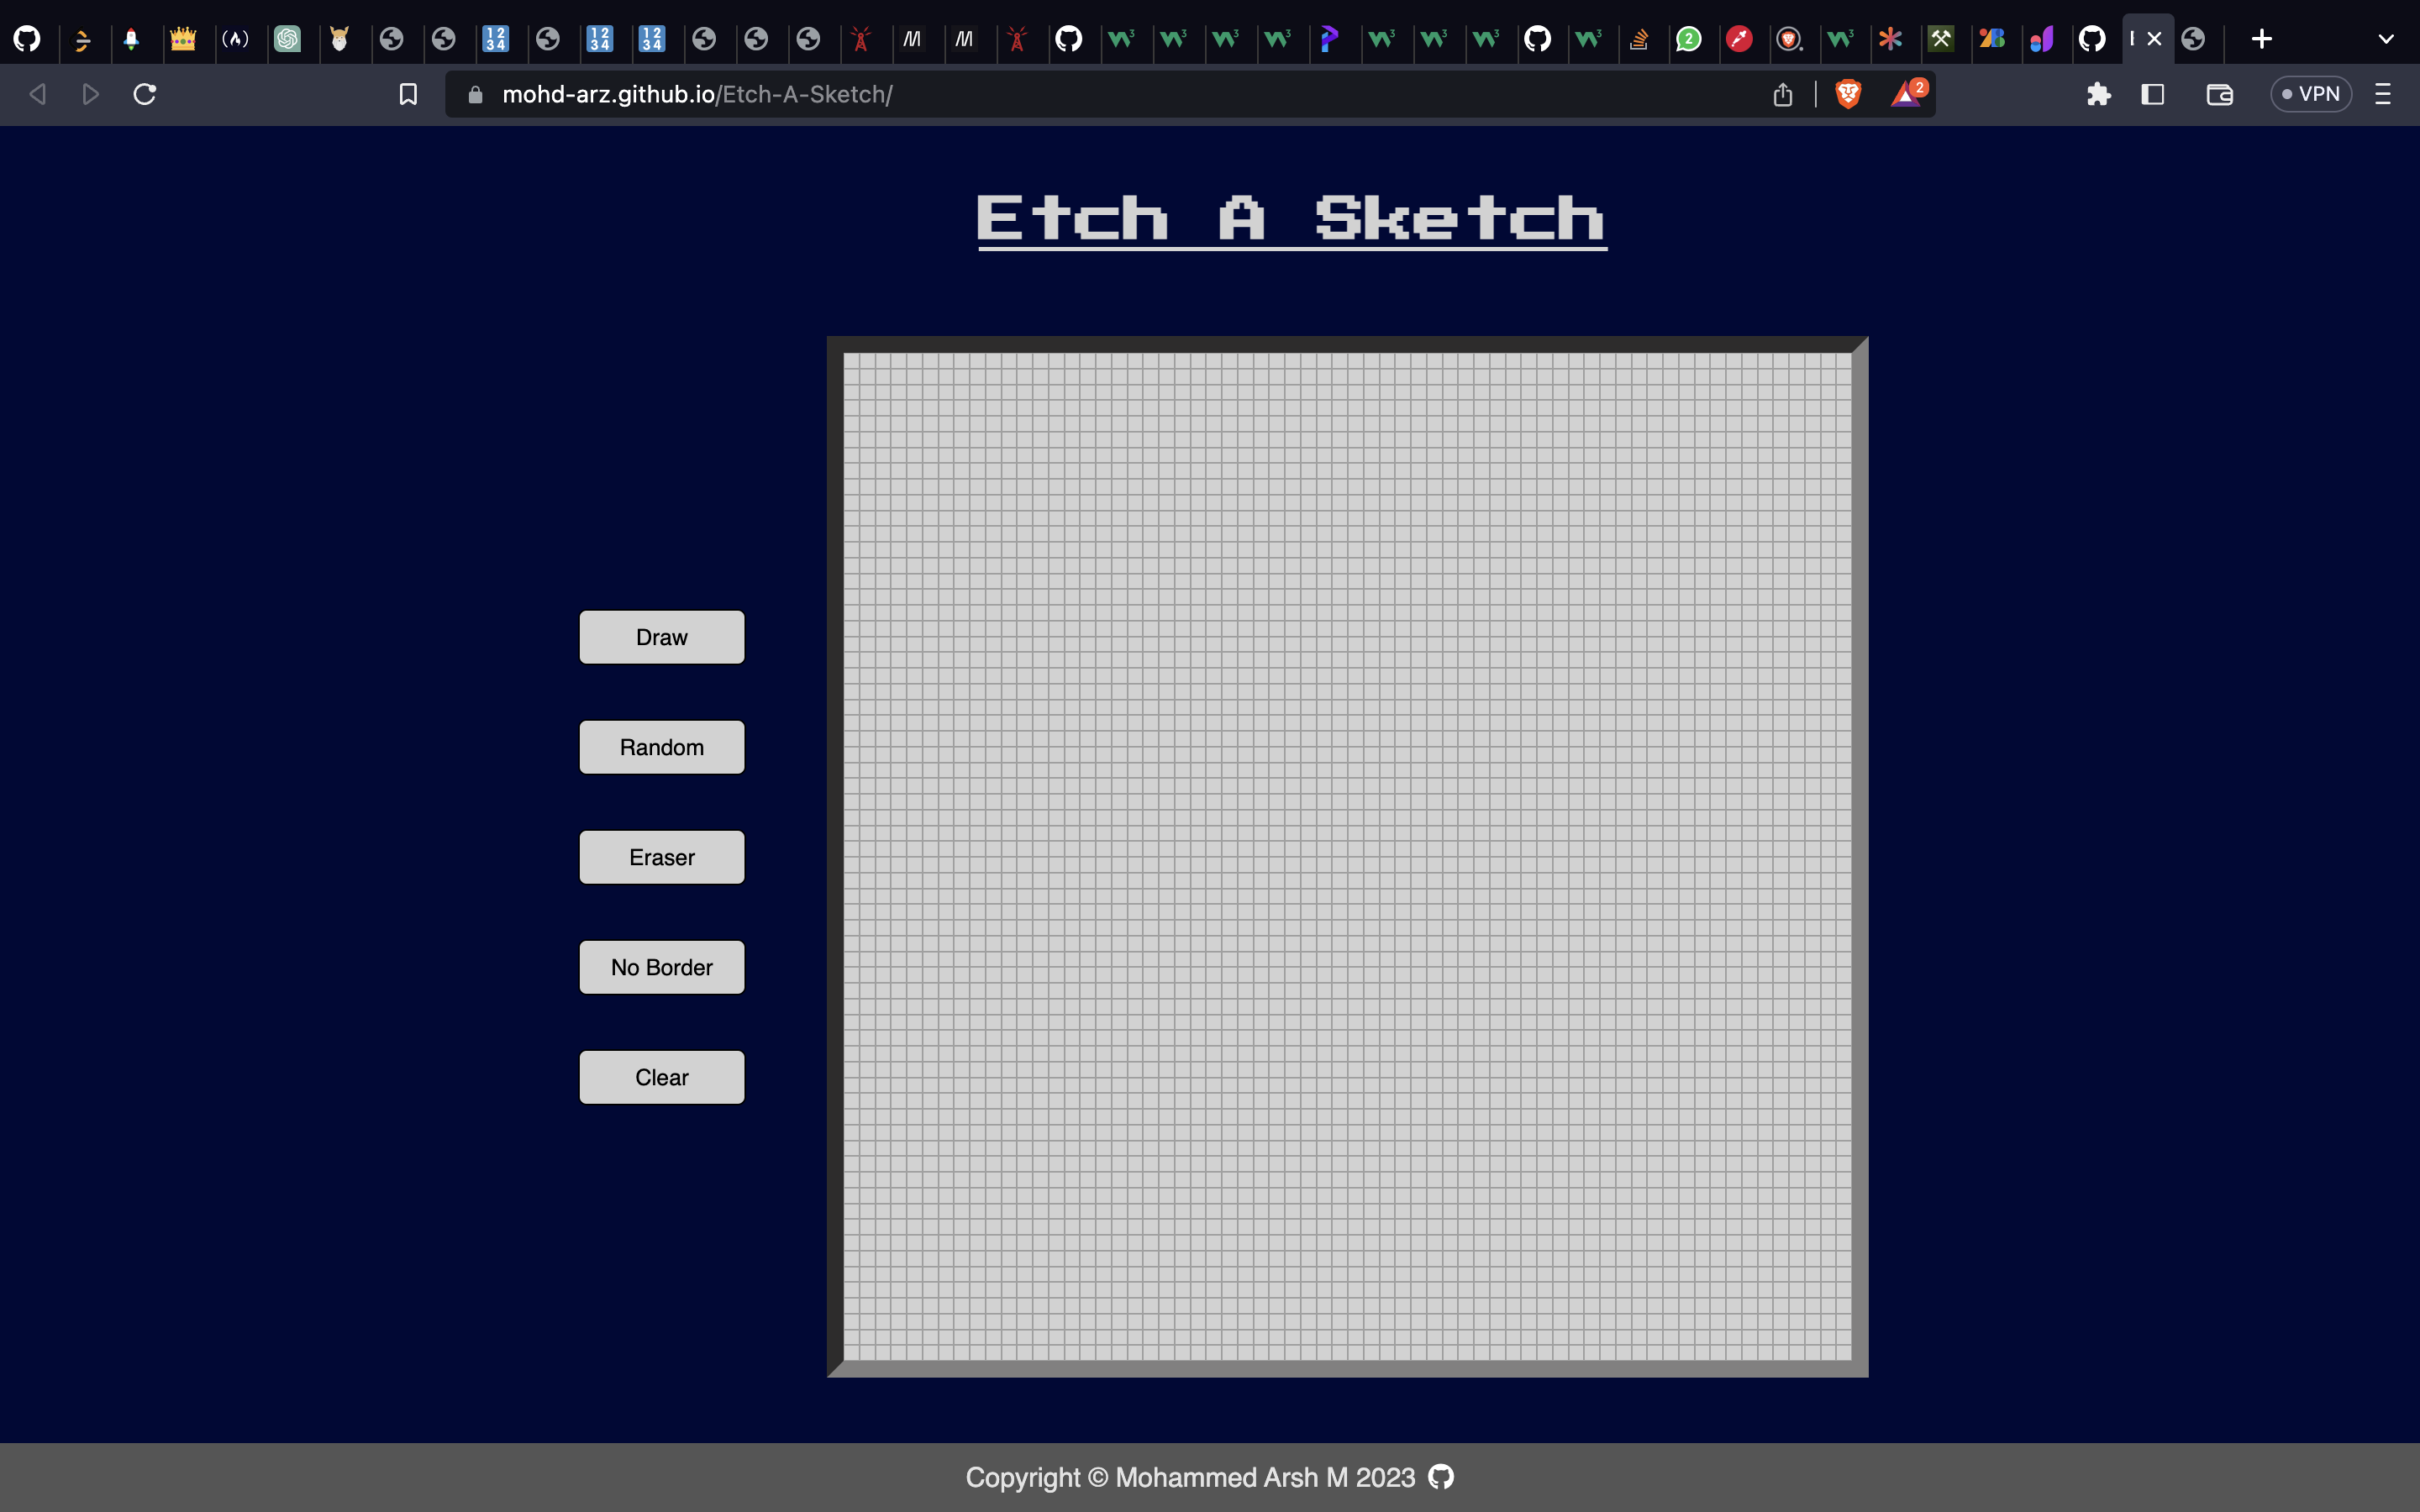 mohd-arz.github.io/Etch-A-Sketch/
2
VPN
Etch A Sketch
Draw
Random
Eraser
No Border
Clear
Copyright © Mohammed Arsh M 2023